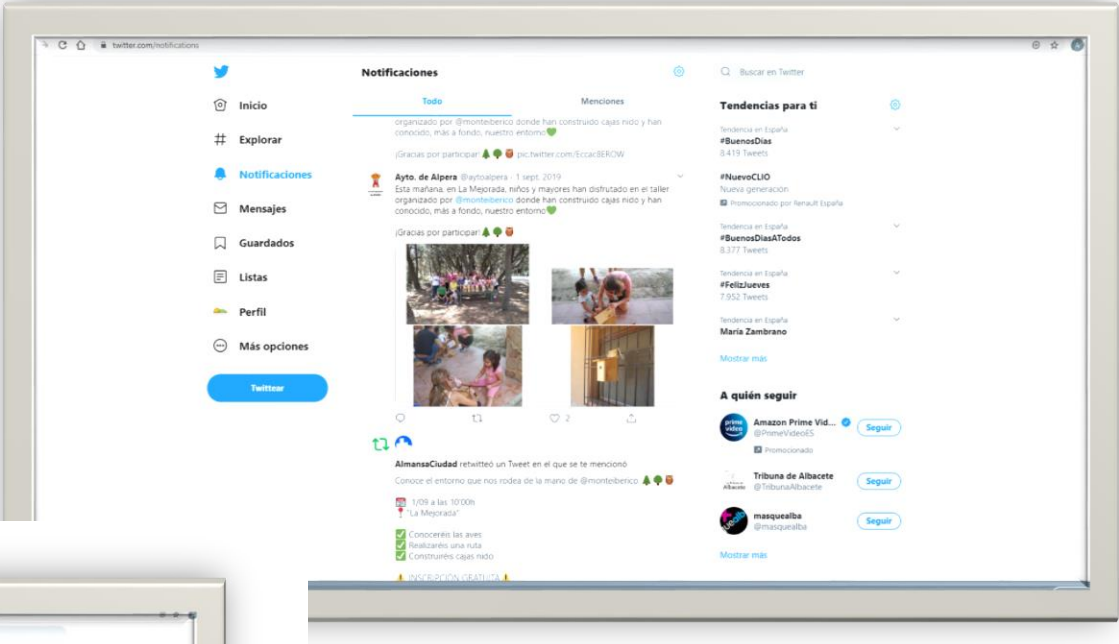 twitter.com/notifications
Inicio
Explorar
Notificaciones
Mensajes
Guardados
Listas
Perfil
Más opciones
Twittear
Notificaciones
Todo
Menciones
organizado por @monteiberico donde han construido cajas nido y han
conocido, más a fondo, nuestro entorno💚
¡Gracias por participar!🌲🌳🦉
Ayto. de Alpera @aytoalpera · 1 sept. 2019
Esta mañana, en La Mejorada, niños y mayores han disfrutado en el taller
organizado por @monteiberico donde han construido cajas nido y han
conocido, más a fondo, nuestro entorno💚
¡Gracias por participar!🌲🌳🦉
2
AlmansaCiudad retwitteó un Tweet en el que se te mencionó
Conoce el entorno que nos rodea de la mano de @monteiberico 🌲🌳🦉
📅 1/09 a las 10'00h
📍"La Mejorada"
✅ Conoceréis las aves
✅ Realizaréis una ruta
✅ Construiréis cajas nido
⚠️ INSCRIPCIÓN GRATUITA ⚠️
Buscar en Twitter
Tendencias para ti
Tendencia en España
#BuenosDias
8.419 Tweets
#NuevoCLIO
Nueva generación
Promocionado por Renault España
Tendencia en España
#BuenosDiasATodos
8.377 Tweets
Tendencia en España
#FelizJueves
7.952 Tweets
Tendencia en España
María Zambrano
Mostrar más
A quién seguir
prime video
Amazon Prime Vid...
@PrimeVideoES
Seguir
Promocionado
Tribuna de Albacete
@TribunaAlbacete
Seguir
masquealba
@masquealba
Seguir
Mostrar más